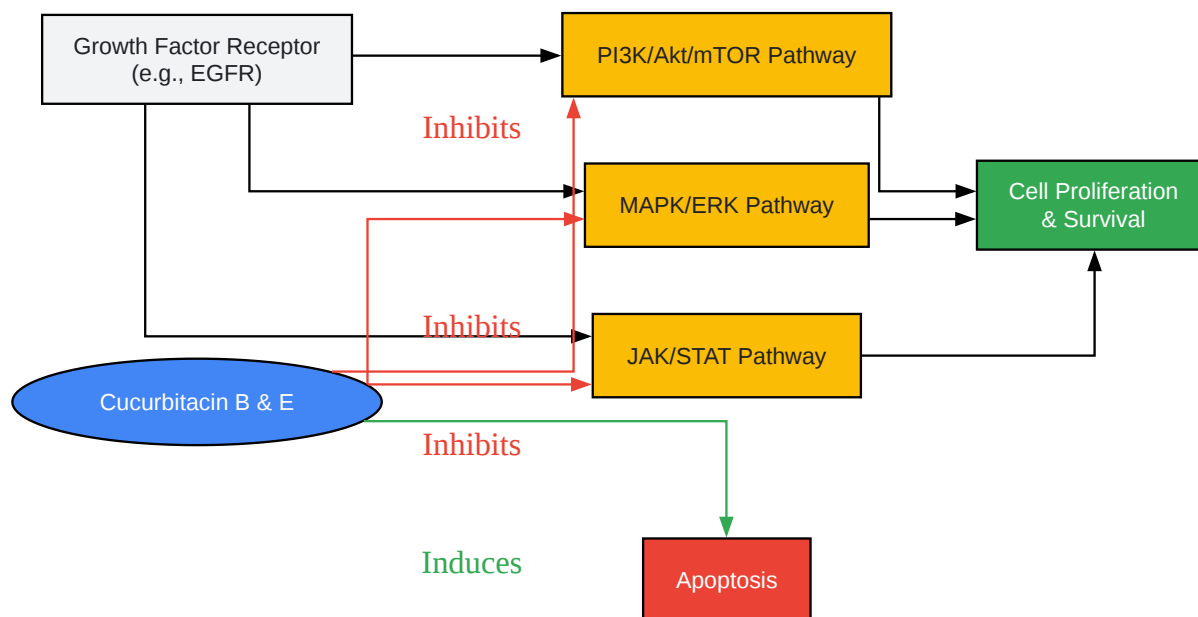 Growth Factor Receptor
(e.g., EGFR)
PI3K/Akt/mTOR Pathway
Inhibits
MAPK/ERK Pathway
Cell Proliferation
& Survival
Inhibits
JAK/STAT Pathway
Cucurbitacin B & E
Inhibits
Induces
Apoptosis